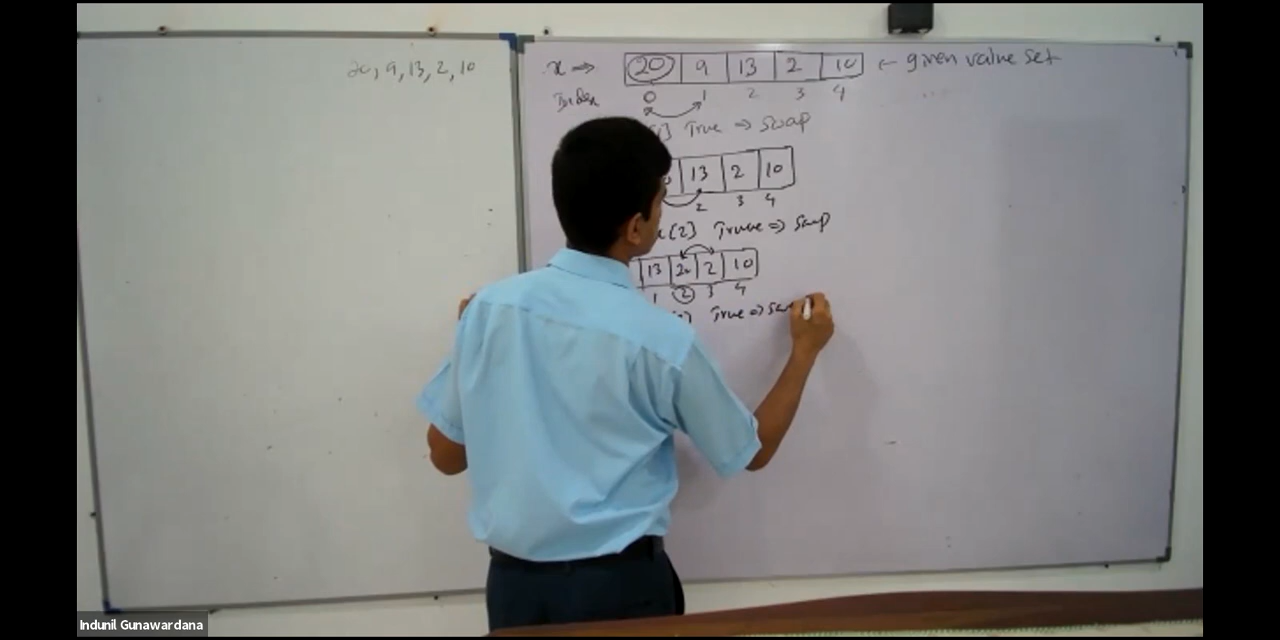 20, 9, 13, 2, 10
x ⇒ 20 9 13 2 10 ← given value set
Index 0 1 2 3 4
1] True ⇒ Swap
13 2 10
2 3 4
x[2] True ⇒ Swap
13 20 2 10
1 2 3 4
] True ⇒
Indunil Gunawardana